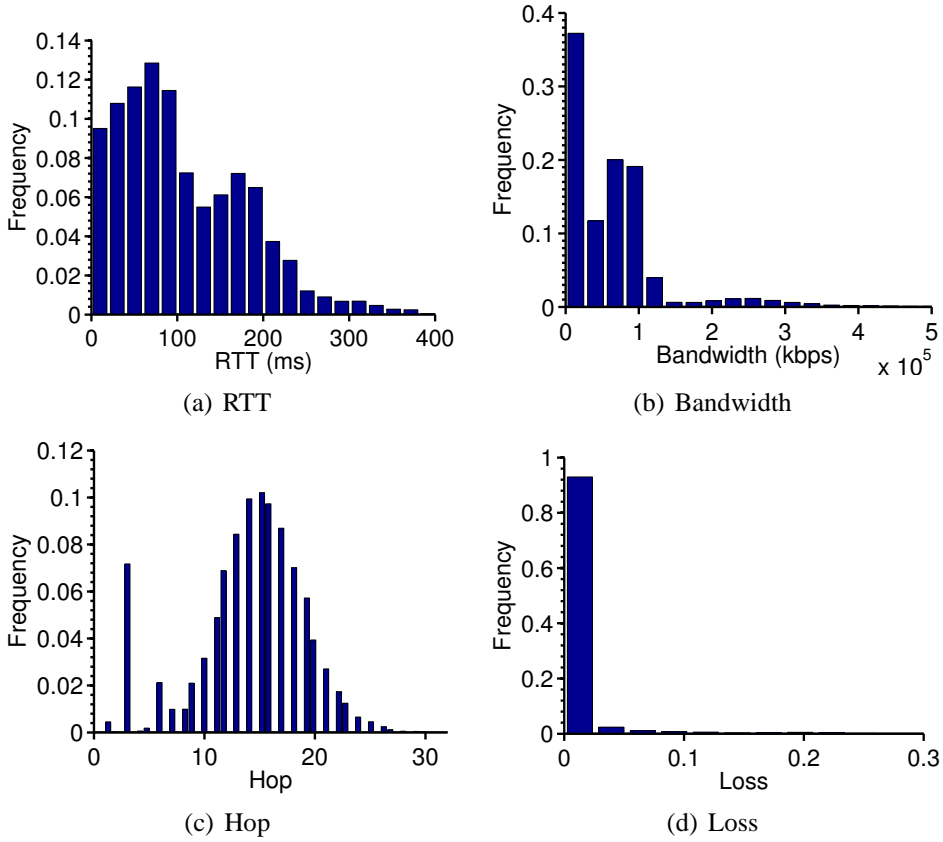 0.14
0.12
0.1
0.08
0.06
0.04
0.02
0
Frequency
0 100 200 300 400
RTT (ms)
(a) RTT
0.4
0.3
0.2
0.1
0
Frequency
0 1 2 3 4 5
Bandwidth (kbps)
x 10^5
(b) Bandwidth
0.12
0.1
0.08
0.06
0.04
0.02
0
Frequency
0 10 20 30
Hop
(c) Hop
1
0.8
0.6
0.4
0.2
0
Frequency
0 0.1 0.2 0.3
Loss
(d) Loss